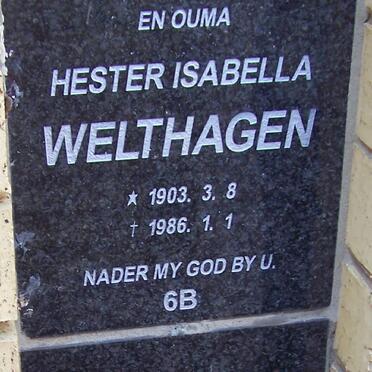 EN OUMA
HESTER ISABELLA
WELTHAGEN
★ 1903. 3. 8
† 1986. 1. 1
NADER MY GOD BY U.
6B